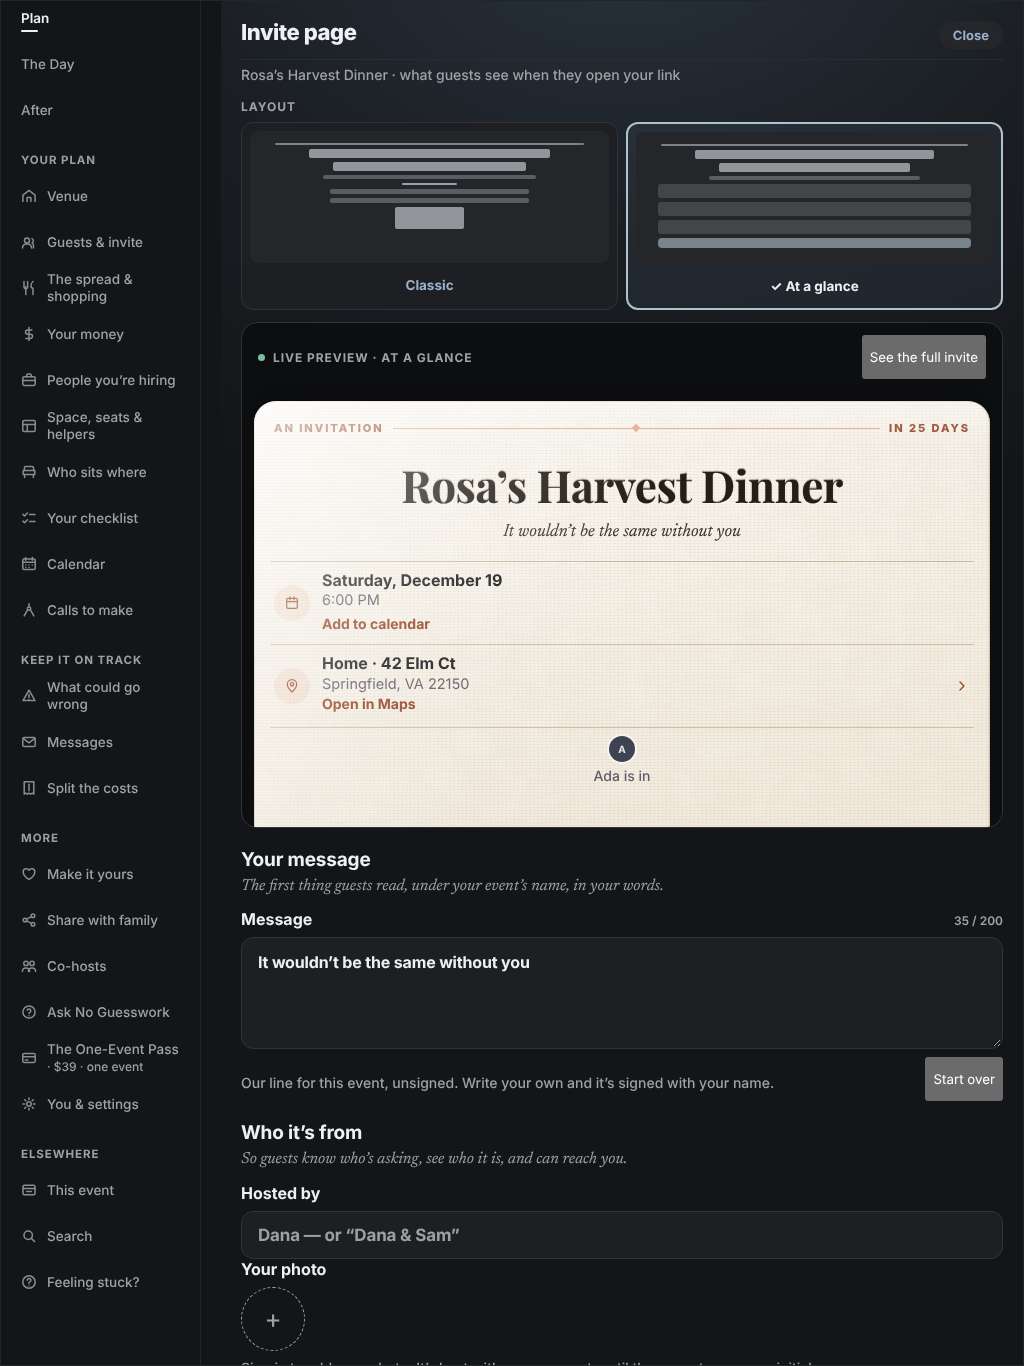 Plan
The Day
After
YOUR PLAN
Venue
Guests & invite
The spread &
shopping
Your money
People you’re hiring
Space, seats &
helpers
Who sits where
Your checklist
Calendar
Calls to make
KEEP IT ON TRACK
What could go
wrong
Messages
Split the costs
MORE
Make it yours
Share with family
Co-hosts
Ask No Guesswork
The One-Event Pass
· $39 · one event
You & settings
ELSEWHERE
This event
Search
Feeling stuck?
Invite page
Close
Rosa’s Harvest Dinner · what guests see when they open your link
LAYOUT
Classic
✓ At a glance
LIVE PREVIEW · AT A GLANCE
See the full invite
AN INVITATION
IN 25 DAYS
Rosa’s Harvest Dinner
It wouldn’t be the same without you
Saturday, December 19
6:00 PM
Add to calendar
Home · 42 Elm Ct
Springfield, VA 22150
Open in Maps
A
Ada is in
Your message
The first thing guests read, under your event’s name, in your words.
Message
35 / 200
It wouldn’t be the same without you
Our line for this event, unsigned. Write your own and it’s signed with your name.
Start over
Who it’s from
So guests know who’s asking, see who it is, and can reach you.
Hosted by
Dana — or “Dana & Sam”
Your photo
+